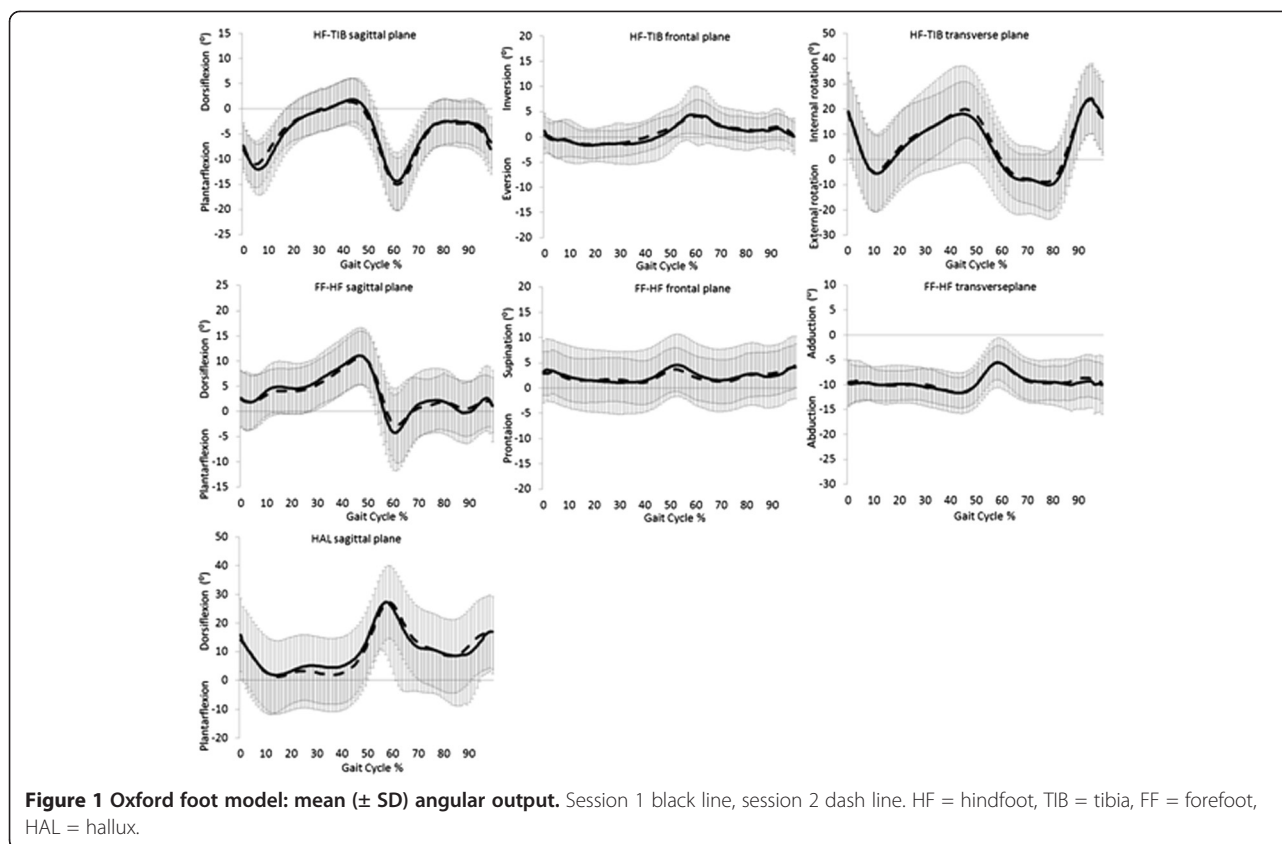 HF-TIB sagittal plane
Dorsiflexion (⁰)
Plantarflexion
15
10
5
0
-5
-10
-15
-20
-25
0 10 20 30 40 50 60 70 80 90
Gait Cycle %
HF-TIB frontal plane
Inversion (⁰)
Eversion
20
15
10
5
0
-5
-10
-15
-20
0 10 20 30 40 50 60 70 80 90
Gait Cycle %
HF-TIB transverse plane
Internal rotation (⁰)
External rotation
50
40
30
20
10
0
-10
-20
-30
0 10 20 30 40 50 60 70 80 90
Gait Cycle %
FF-HF sagittal plane
Dorsiflexion (⁰)
Plantarflexion
25
20
15
10
5
0
-5
-10
-15
0 10 20 30 40 50 60 70 80 90
Gait Cycle %
FF-HF frontal plane
Supination (⁰)
Prontaion
20
15
10
5
0
-5
-10
-15
-20
0 10 20 30 40 50 60 70 80 90
Gait Cycle %
FF-HF transverseplane
Adduction (⁰)
Abduction
10
5
0
-5
-10
-15
-20
-25
-30
0 10 20 30 40 50 60 70 80 90
Gait Cycle %
HAL sagittal plane
Dorsiflexion (⁰)
Plantarflexion
50
40
30
20
10
0
-10
-20
0 10 20 30 40 50 60 70 80 90
Gait Cycle %
Figure 1 Oxford foot model: mean (± SD) angular output. Session 1 black line, session 2 dash line. HF = hindfoot, TIB = tibia, FF = forefoot,
HAL = hallux.